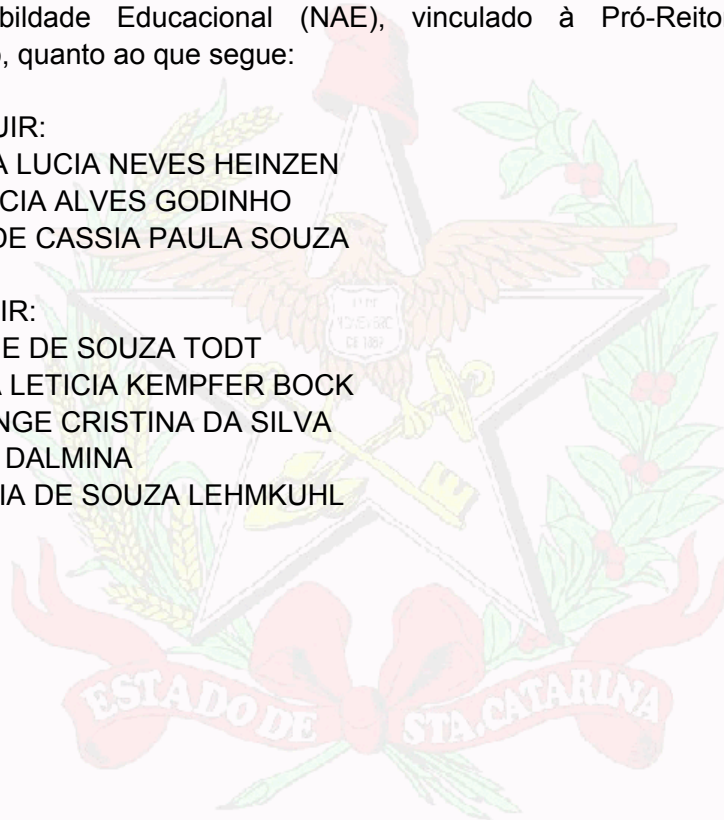 bildade Educacional (NAE), vinculado à Pró-Reito
, quanto ao que segue:
UIR:
A LUCIA NEVES HEINZEN
CIA ALVES GODINHO
DE CASSIA PAULA SOUZA
IR:
E DE SOUZA TODT
A LETICIA KEMPFER BOCK
NGE CRISTINA DA SILVA
DALMINA
IA DE SOUZA LEHMKUHL
ESTADO DE STA. CATARINA